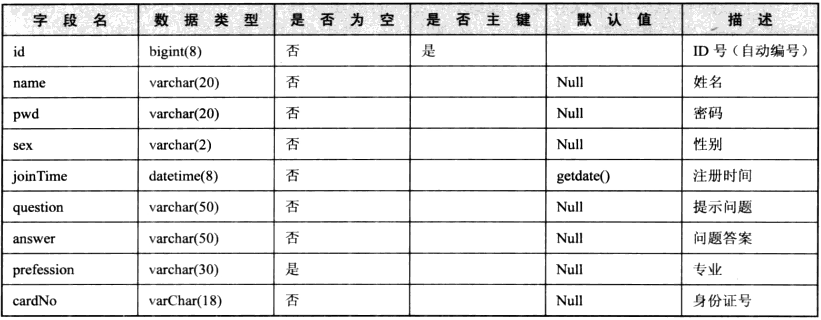 字段名 数据类型 是否为空 是否主键 默认值 描述
id bigint(8) 否 是 ID 号（自动编号）
name varchar(20) 否 Null 姓名
pwd varchar(20) 否 Null 密码
sex varchar(2) 否 Null 性别
joinTime datetime(8) 否 getdate() 注册时间
question varchar(50) 否 Null 提示问题
answer varchar(50) 否 Null 问题答案
prefession varchar(30) 是 Null 专业
cardNo varChar(18) 否 Null 身份证号